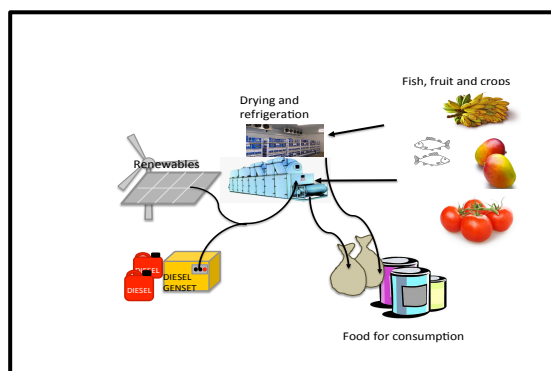 Fish, fruit and crops
Drying and
refrigeration
Renewables
DIESEL
DIESEL
DIESEL
GENSET
Food for consumption